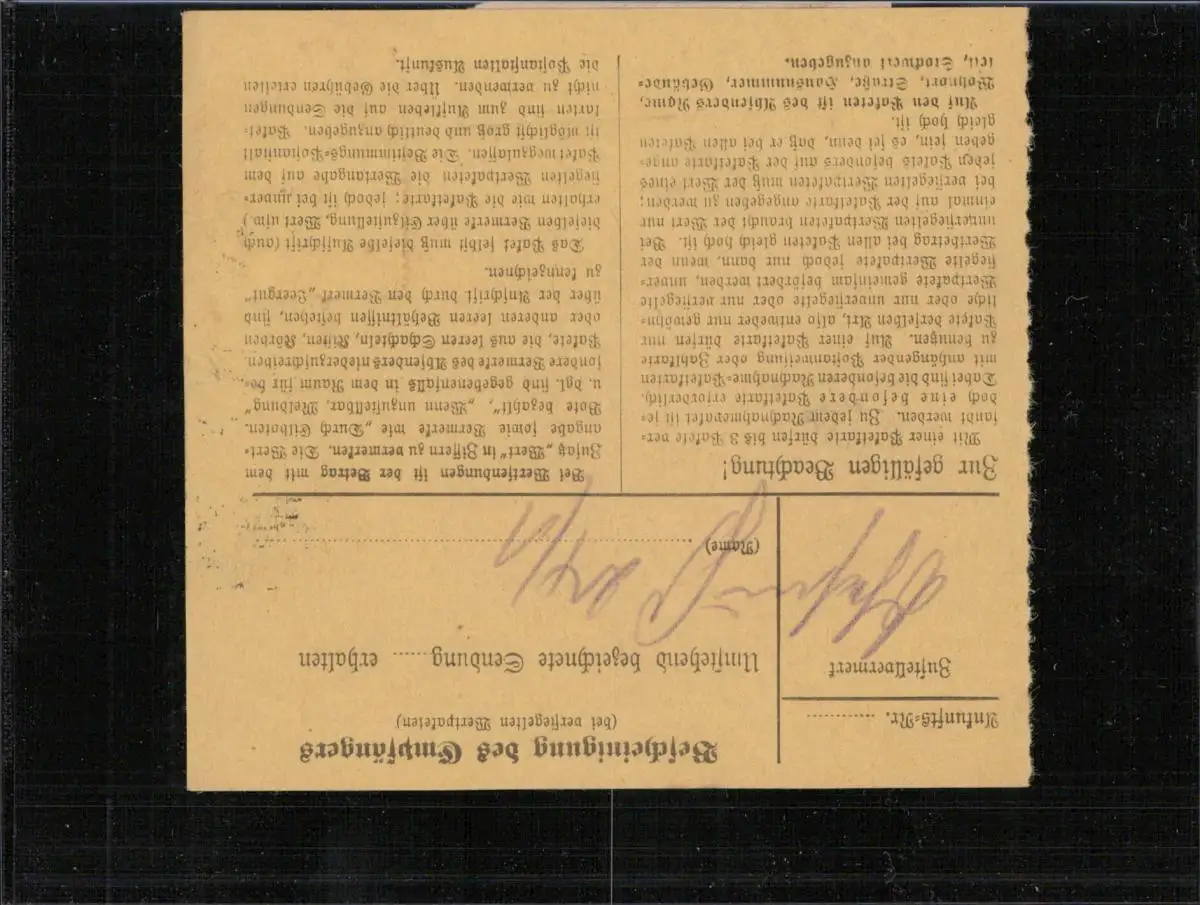 Ankunfts-Nr. ..........
Zustellvermerk
Bescheinigung des Empfängers
(bei versiegelten Wertpaketen)
Umstehend bezeichnete Sendung ..... erhalten
(Name)
24/1
Zur gefälligen Beachtung!
Mit einer Paketkarte dürfen bis 3 Pakete ver-
sandt werden. Zu jedem Nachnahmepaket ist je-
doch eine besondere Paketkarte erforderlich.
Dabei sind die besonderen Nachnahme-Paketkarten
mit anhängender Postanweisung oder Zahlkarte
zu benutzen. Auf einer Paketkarte dürfen nur
Pakete derselben Art, also entweder nur gewöhn-
liche oder nur unversiegelte oder nur versiegelte
Wertpakete gemeinsam befördert werden, unver-
siegelte Wertpakete jedoch nur dann, wenn der
Wertbetrag bei allen Paketen gleich hoch ist. Bei
unversiegelten Wertpaketen braucht der Wert nur
einmal auf der Paketkarte angegeben zu werden;
bei versiegelten Wertpaketen muß der Wert eines
jeden Pakets besonders auf der Paketkarte ange-
geben sein, es sei denn, daß er bei allen Paketen
gleich hoch ist.
Auf den Paketen ist des Absenders Name,
Wohnort, Straße, Hausnummer, Gebäude-
teil, Stockwerk anzugeben.
Bei Wertsendungen ist der Betrag mit dem
Zusatz „Wert“ in Ziffern zu vermerken. Die Wert-
angabe sowie Vermerke wie „Durch Eilboten.
Bote bezahlt“, „Wenn unzustellbar, Meldung“
u. dgl. sind gegebenenfalls in dem Raum für be-
sondere Vermerke des Absenders niederzuschreiben.
Pakete, die aus leeren Schachteln, Kisten, Körben
oder anderen leeren Behältnissen bestehen, sind
über der Aufschrift durch den Vermerk „Leergut“
zu kennzeichnen.
Das Paket selbst muß dieselbe Aufschrift (auch
dieselben Vermerke über Eilzustellung, Wert usw.)
erhalten wie die Paketkarte; jedoch ist bei unver-
siegelten Wertpaketen die Wertangabe auf dem
Paket wegzulassen. Die Bestimmungs-Postanstalt
ist möglichst groß und deutlich anzugeben. Paket-
karten sind zum Aufkleben auf die Sendungen
nicht zu verwenden. Über die Gebühren erteilen
die Postanstalten Auskunft.